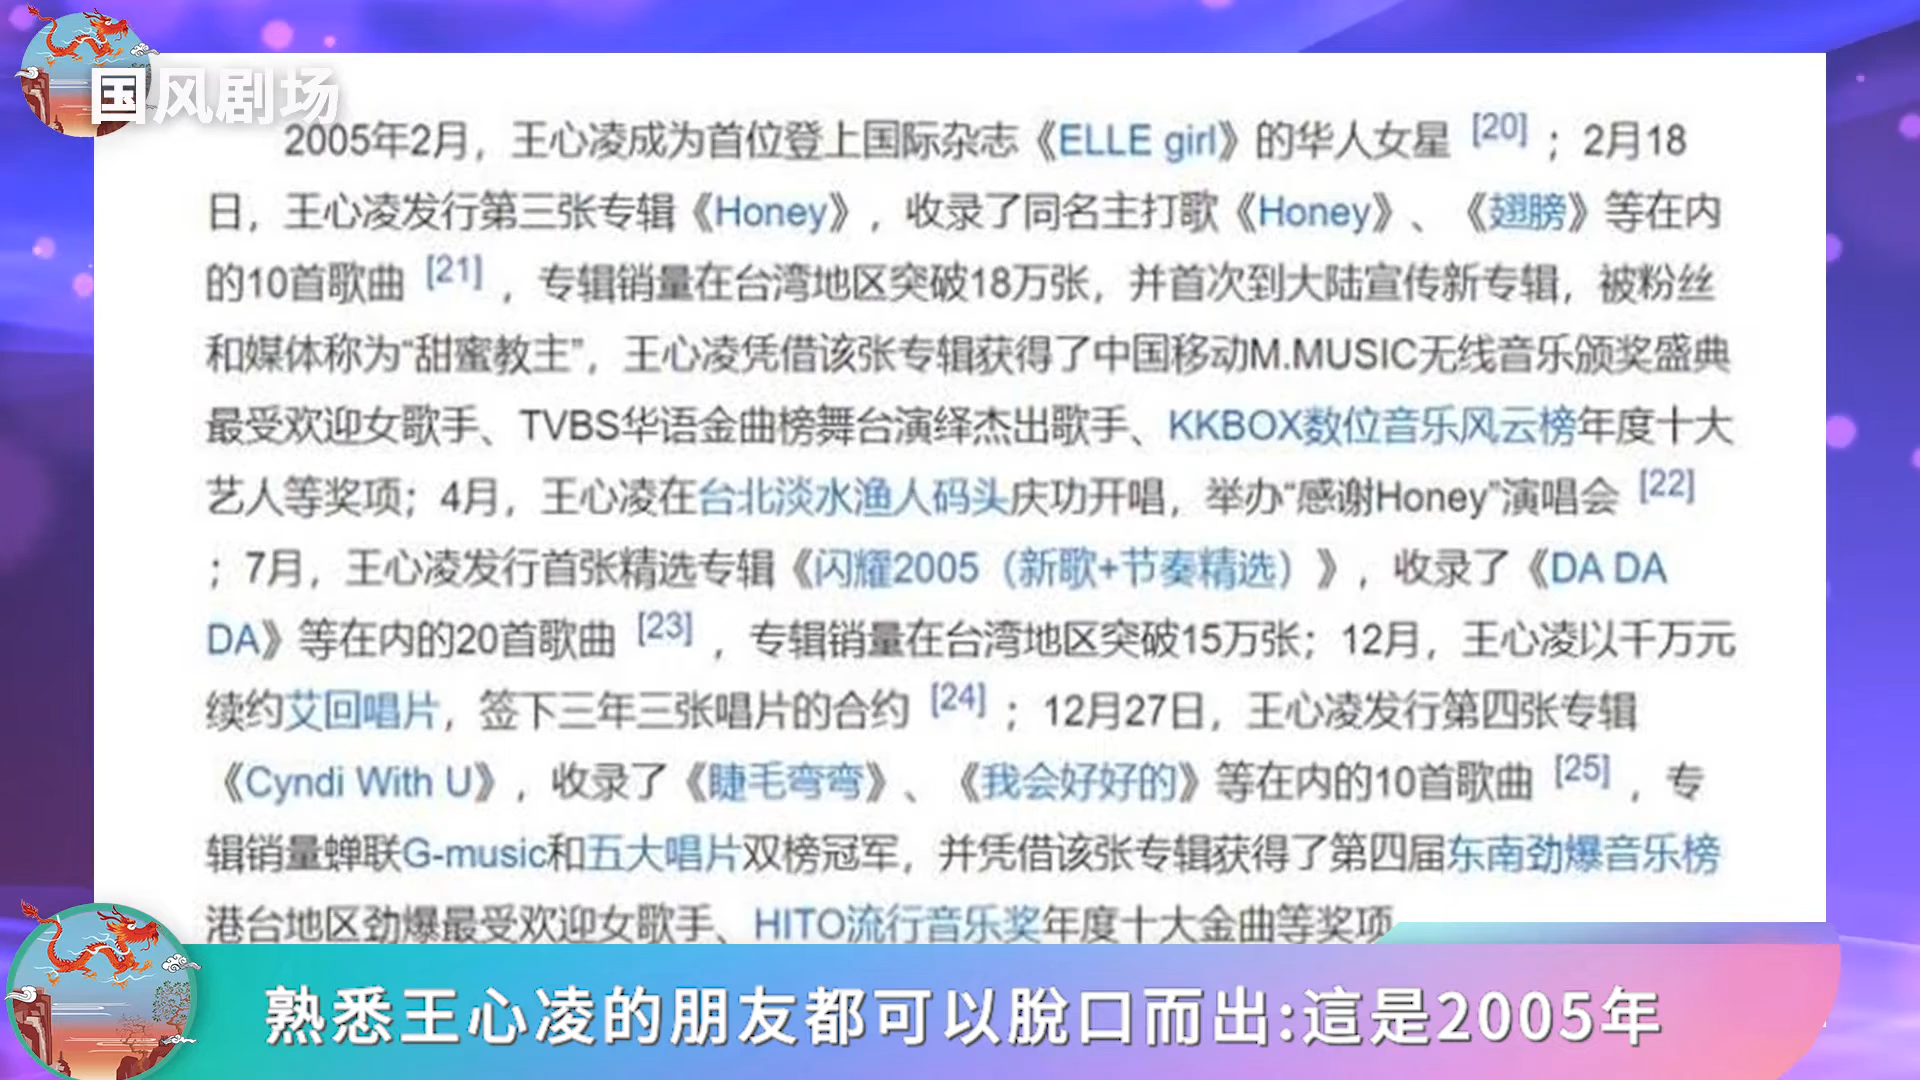 国风剧场
2005年2月，王心凌成为首位登上国际杂志《ELLE girl》的华人女星 [20] ；2月18
日，王心凌发行第三张专辑《Honey》，收录了同名主打歌《Honey》、《翅膀》等在内
的10首歌曲 [21] ，专辑销量在台湾地区突破18万张，并首次到大陆宣传新专辑，被粉丝
和媒体称为“甜蜜教主”，王心凌凭借该张专辑获得了中国移动M.MUSIC无线音乐颁奖盛典
最受欢迎女歌手、TVBS华语金曲榜舞台演绎杰出歌手、KKBOX数位音乐风云榜年度十大
艺人等奖项；4月，王心凌在台北淡水渔人码头庆功开唱，举办“感谢Honey”演唱会 [22]
；7月，王心凌发行首张精选专辑《闪耀2005（新歌+节奏精选）》，收录了《DA DA
DA》等在内的20首歌曲 [23] ，专辑销量在台湾地区突破15万张；12月，王心凌以千万元
续约艾回唱片，签下三年三张唱片的合约 [24] ；12月27日，王心凌发行第四张专辑
《Cyndi With U》，收录了《睫毛弯弯》、《我会好好的》等在内的10首歌曲 [25] ，专
辑销量蝉联G-music和五大唱片双榜冠军，并凭借该张专辑获得了第四届东南劲爆音乐榜
港台地区劲爆最受欢迎女歌手、HITO流行音乐奖年度十大金曲等奖项
熟悉王心凌的朋友都可以脫口而出:這是2005年